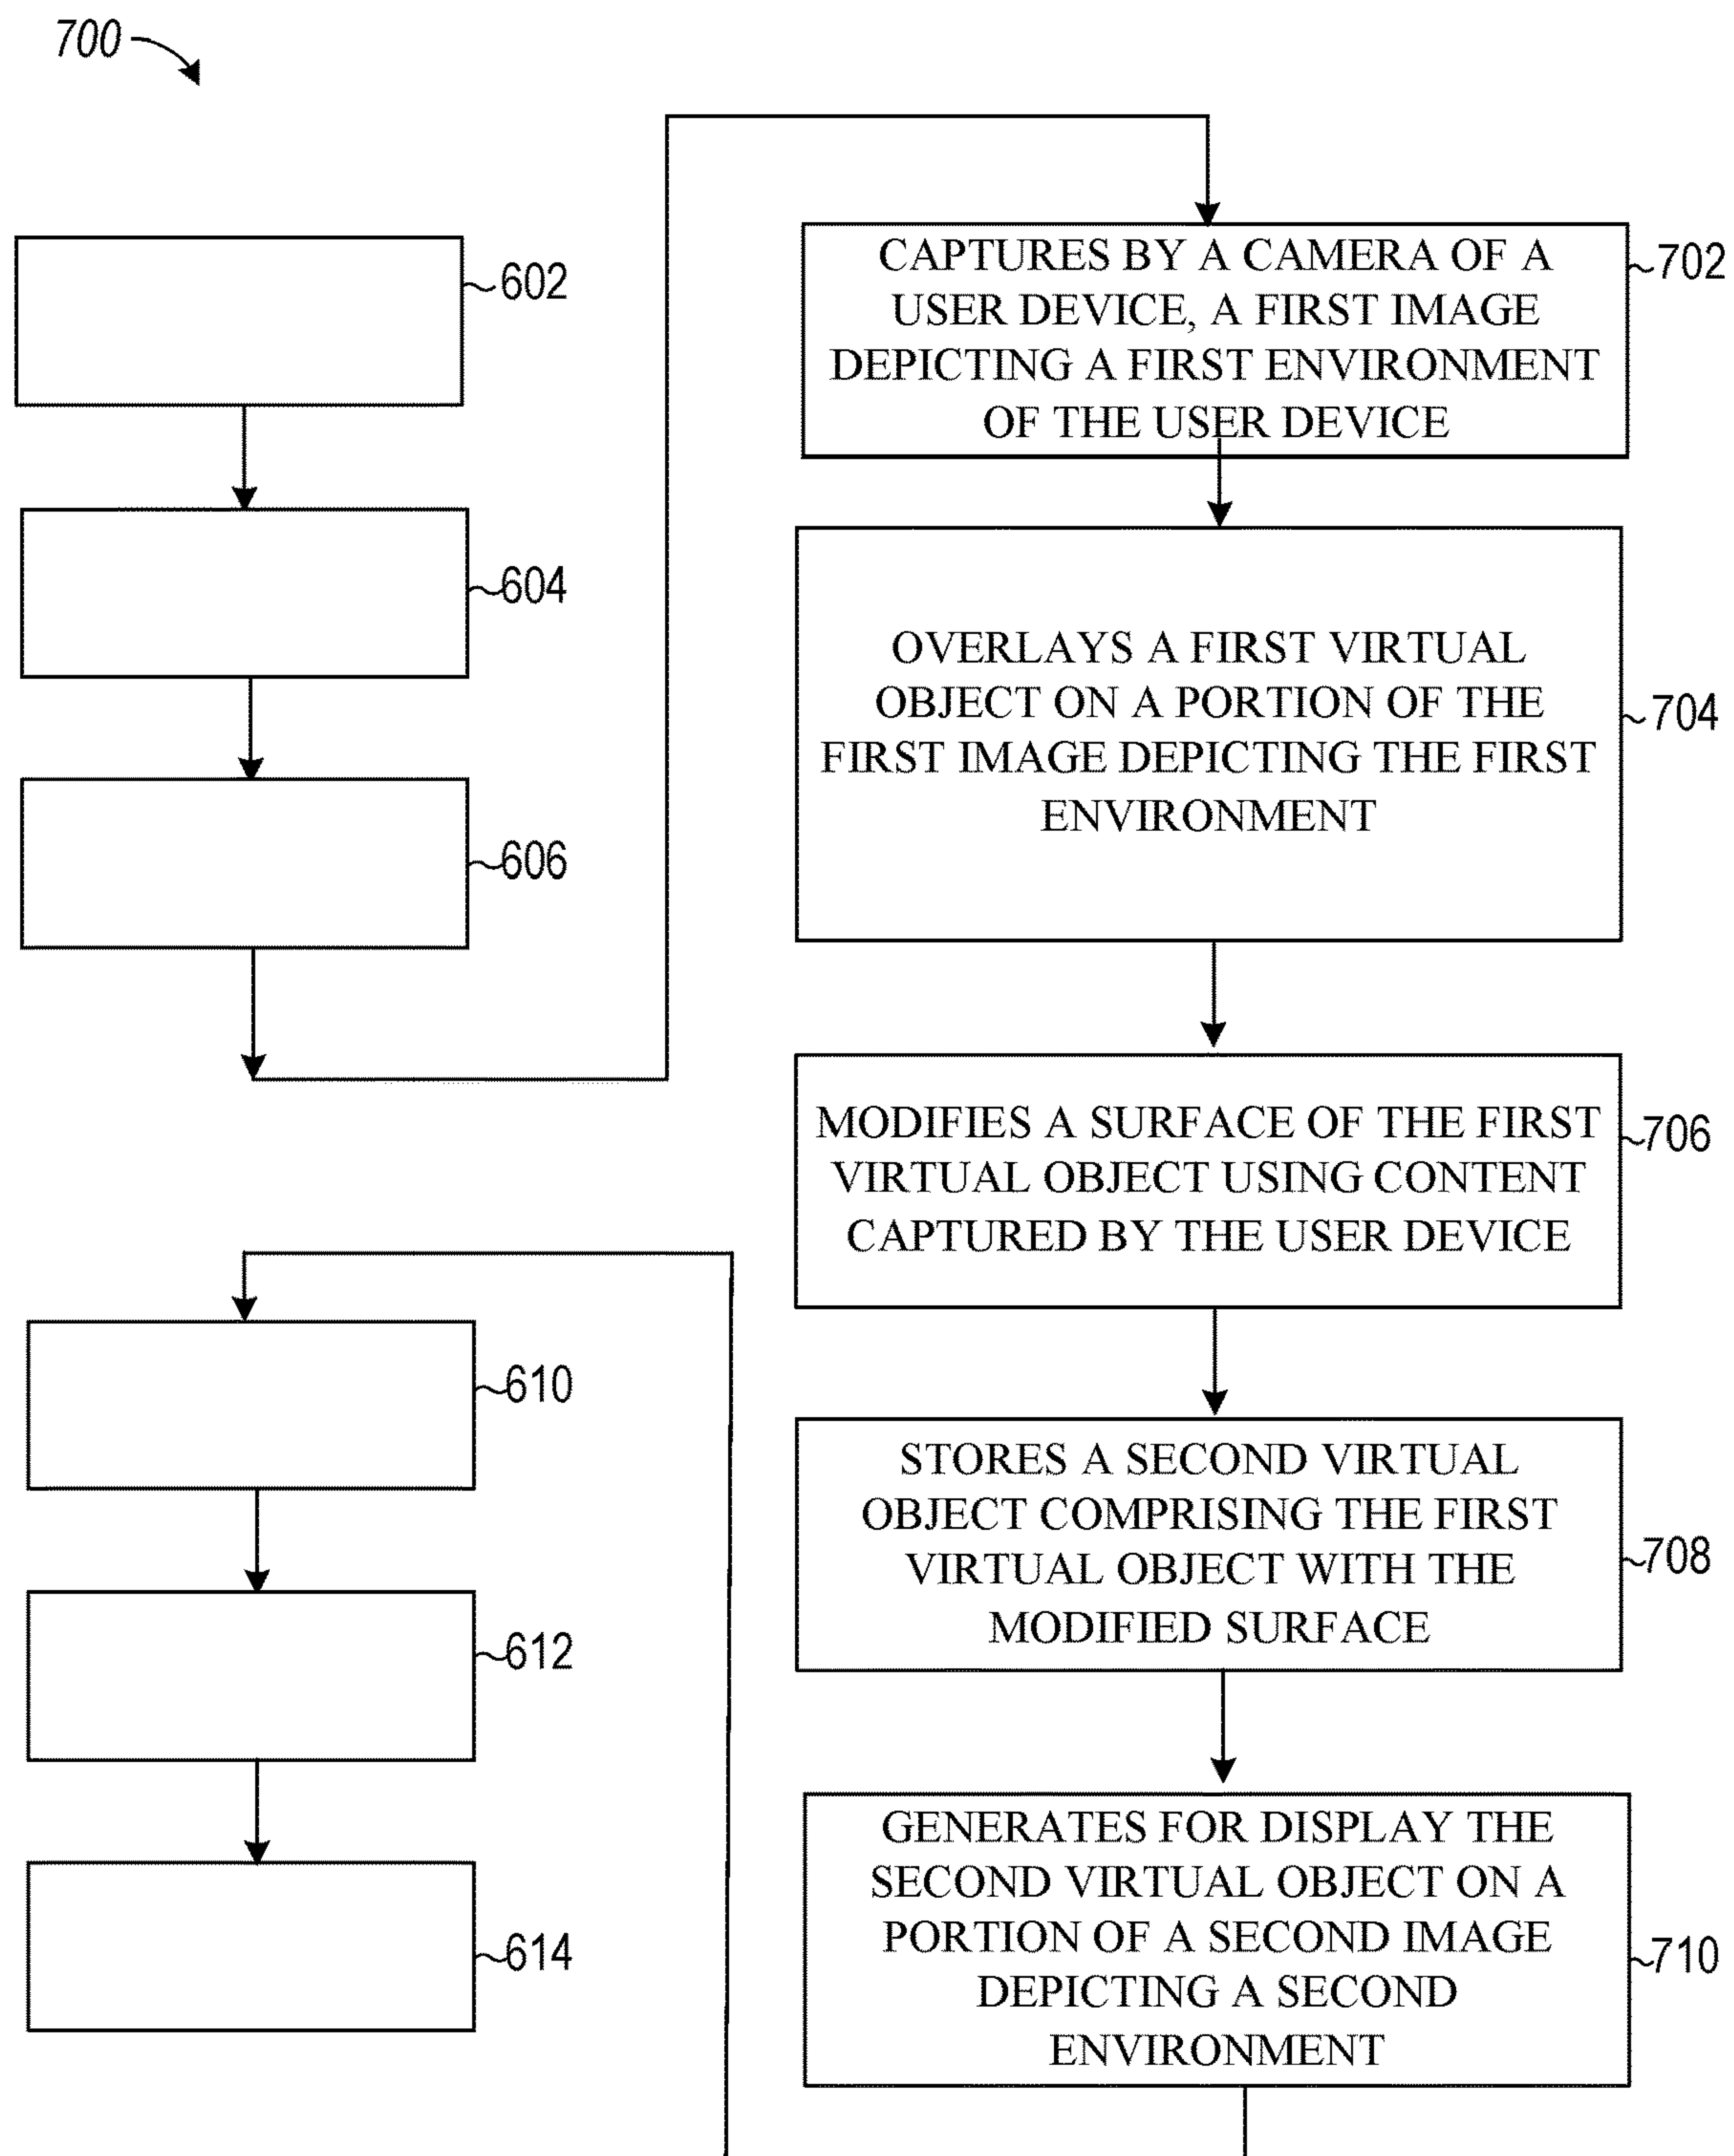 700
602
604
606
CAPTURES BY A CAMERA OF A
USER DEVICE, A FIRST IMAGE
DEPICTING A FIRST ENVIRONMENT
OF THE USER DEVICE
702
OVERLAYS A FIRST VIRTUAL
OBJECT ON A PORTION OF THE
FIRST IMAGE DEPICTING THE FIRST
ENVIRONMENT
704
MODIFIES A SURFACE OF THE FIRST
VIRTUAL OBJECT USING CONTENT
CAPTURED BY THE USER DEVICE
706
STORES A SECOND VIRTUAL
OBJECT COMPRISING THE FIRST
VIRTUAL OBJECT WITH THE
MODIFIED SURFACE
708
GENERATES FOR DISPLAY THE
SECOND VIRTUAL OBJECT ON A
PORTION OF A SECOND IMAGE
DEPICTING A SECOND
ENVIRONMENT
710
610
612
614